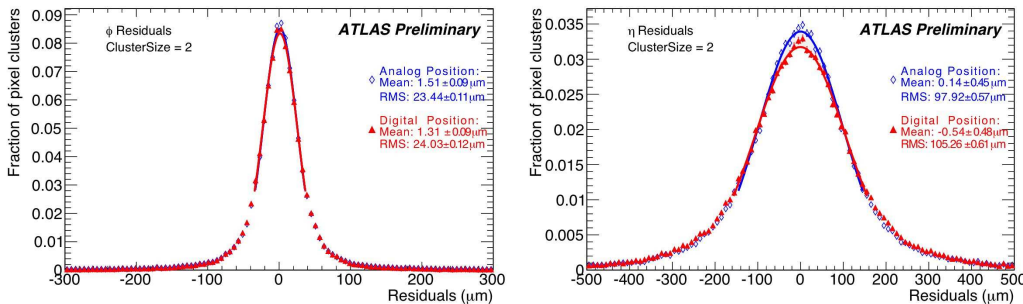 Fraction of pixel clusters
0.09
0.08
0.07
0.06
0.05
0.04
0.03
0.02
0.01
0
ϕ Residuals
ClusterSize = 2
ATLAS Preliminary
Analog Position:
Mean: 1.51±0.09μm
RMS: 23.44±0.11μm
Digital Position:
Mean: 1.31 ±0.09μm
RMS: 24.03±0.12μm
-300 -200 -100 0 100 200 300
Residuals (μm)
Fraction of pixel clusters
0.035
0.03
0.025
0.02
0.015
0.01
0.005
0
η Residuals
ClusterSize = 2
ATLAS Preliminary
Analog Position:
Mean: 0.14±0.45μm
RMS: 97.92±0.57μm
Digital Position:
Mean: -0.54±0.48μm
RMS: 105.26±0.61μm
-500 -400 -300 -200 -100 0 100 200 300 400 500
Residuals (μm)